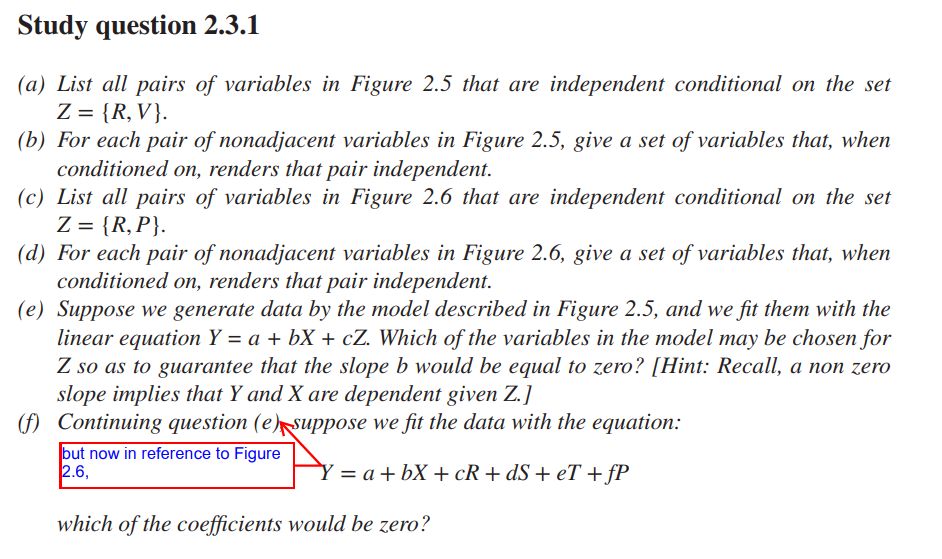 Study question 2.3.1
(a) List all pairs of variables in Figure 2.5 that are independent conditional on the set
Z = {R, V}.
(b) For each pair of nonadjacent variables in Figure 2.5, give a set of variables that, when
conditioned on, renders that pair independent.
(c) List all pairs of variables in Figure 2.6 that are independent conditional on the set
Z = {R, P}.
(d) For each pair of nonadjacent variables in Figure 2.6, give a set of variables that, when
conditioned on, renders that pair independent.
(e) Suppose we generate data by the model described in Figure 2.5, and we fit them with the
linear equation Y = a + bX + cZ. Which of the variables in the model may be chosen for
Z so as to guarantee that the slope b would be equal to zero? [Hint: Recall, a non zero
slope implies that Y and X are dependent given Z.]
(f) Continuing question (e), suppose we fit the data with the equation:
but now in reference to Figure
2.6,
Y = a + bX + cR + dS + eT + fP
which of the coefficients would be zero?